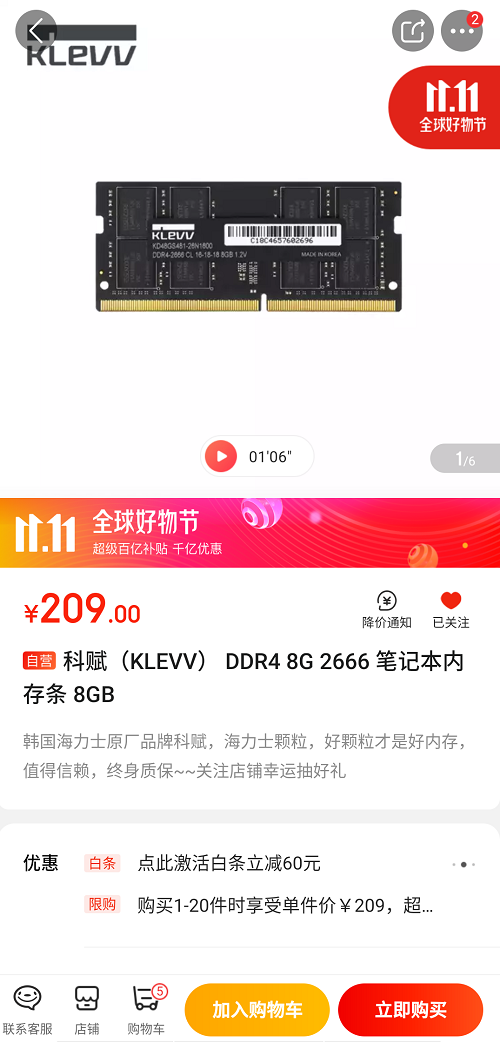 KLEVV
2
11.11
全球好物节
KLEVV
KD48GS481-26N1600
DDR4-2666 CL 16-18-18 8GB 1.2V
C18C4657602696
MADE IN KOREA
01'06"
1/6
11.11
全球好物节
超级百亿补贴 千亿优惠
¥209.00
降价通知
已关注
自营 科赋（KLEVV） DDR4 8G 2666 笔记本内
存条 8GB
韩国海力士原厂品牌科赋，海力士颗粒，好颗粒才是好内存，
值得信赖，终身质保~~关注店铺幸运抽好礼
优惠
白条
点此激活白条立减60元
限购
购买1-20件时享受单件价￥209，超...
联系客服
店铺
5
购物车
加入购物车
立即购买